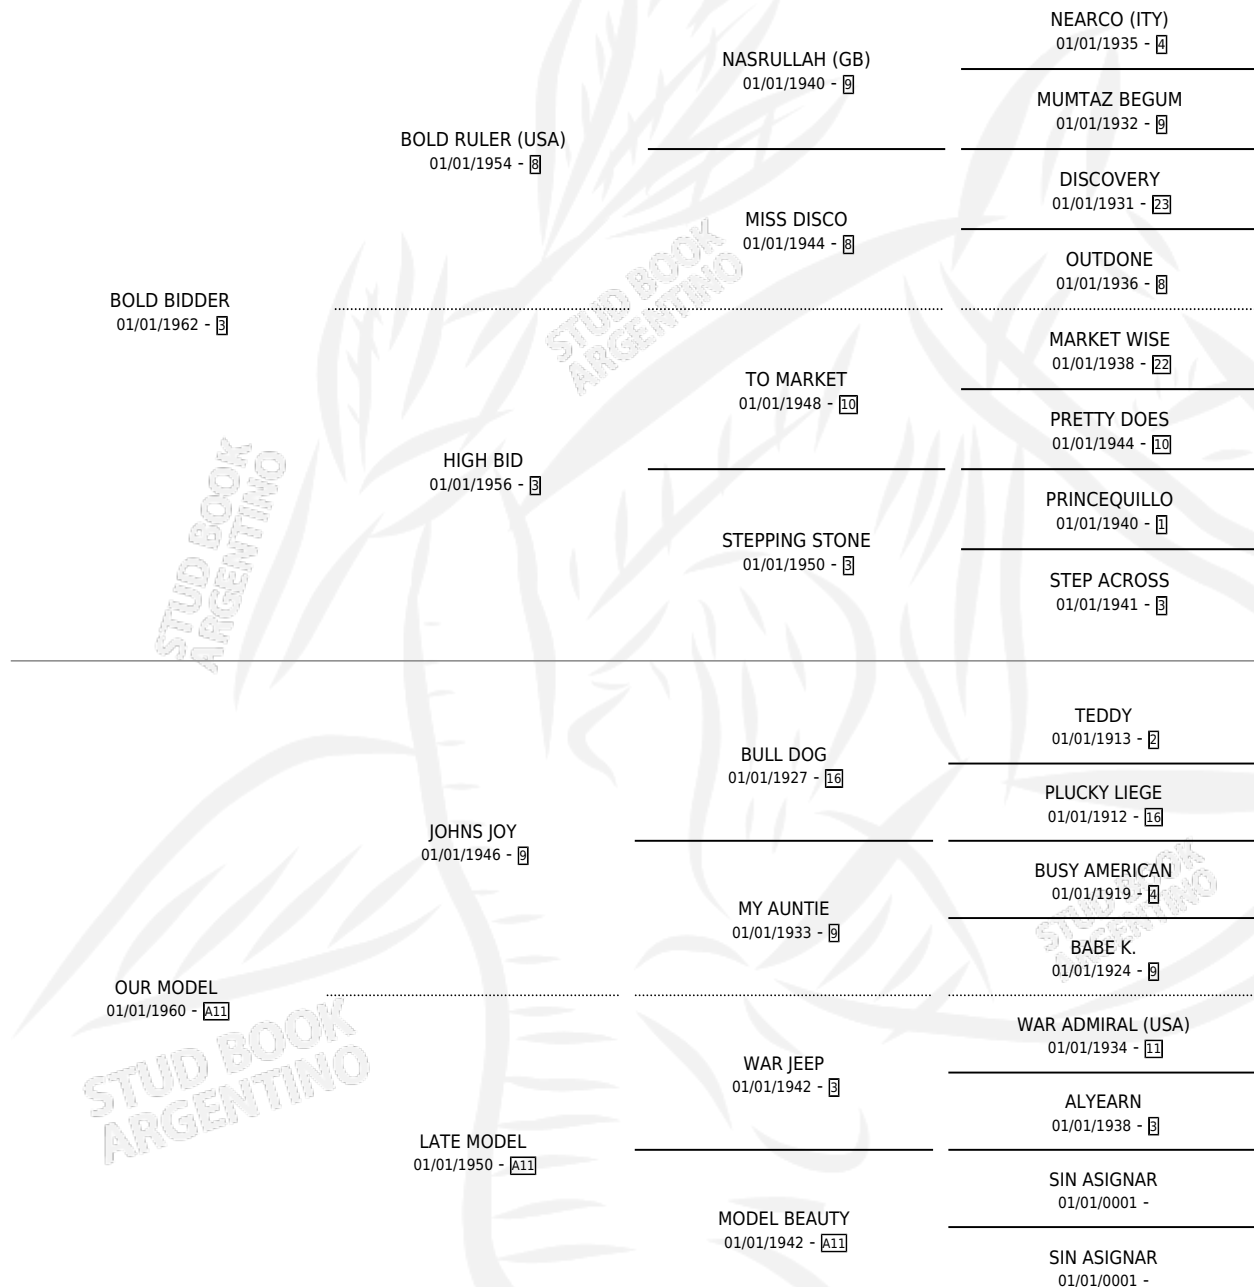 NEARCO (ITY)
01/01/1935 - 4
NASRULLAH (GB)
01/01/1940 - 9
MUMTAZ BEGUM
01/01/1932 - 9
BOLD RULER (USA)
01/01/1954 - 8
DISCOVERY
01/01/1931 - 23
MISS DISCO
01/01/1944 - 8
OUTDONE
01/01/1936 - 8
BOLD BIDDER
01/01/1962 - 3
MARKET WISE
01/01/1938 - 22
TO MARKET
01/01/1948 - 10
PRETTY DOES
01/01/1944 - 10
HIGH BID
01/01/1956 - 3
PRINCEQUILLO
01/01/1940 - 1
STEPPING STONE
01/01/1950 - 3
STEP ACROSS
01/01/1941 - 3
TEDDY
01/01/1913 - 2
BULL DOG
01/01/1927 - 16
PLUCKY LIEGE
01/01/1912 - 16
JOHNS JOY
01/01/1946 - 9
BUSY AMERICAN
01/01/1919 - 4
MY AUNTIE
01/01/1933 - 9
BABE K.
01/01/1924 - 9
OUR MODEL
01/01/1960 - A11
WAR ADMIRAL (USA)
01/01/1934 - 11
WAR JEEP
01/01/1942 - 3
ALYEARN
01/01/1938 - 3
LATE MODEL
01/01/1950 - A11
SIN ASIGNAR
01/01/0001 -
MODEL BEAUTY
01/01/1942 - A11
SIN ASIGNAR
01/01/0001 -
STUD BOOK
ARGENTINO
STUD BOOK
ARGENTINO
STUD BOOK
ARGENTINO
STUD BOOK
ARGENTINO